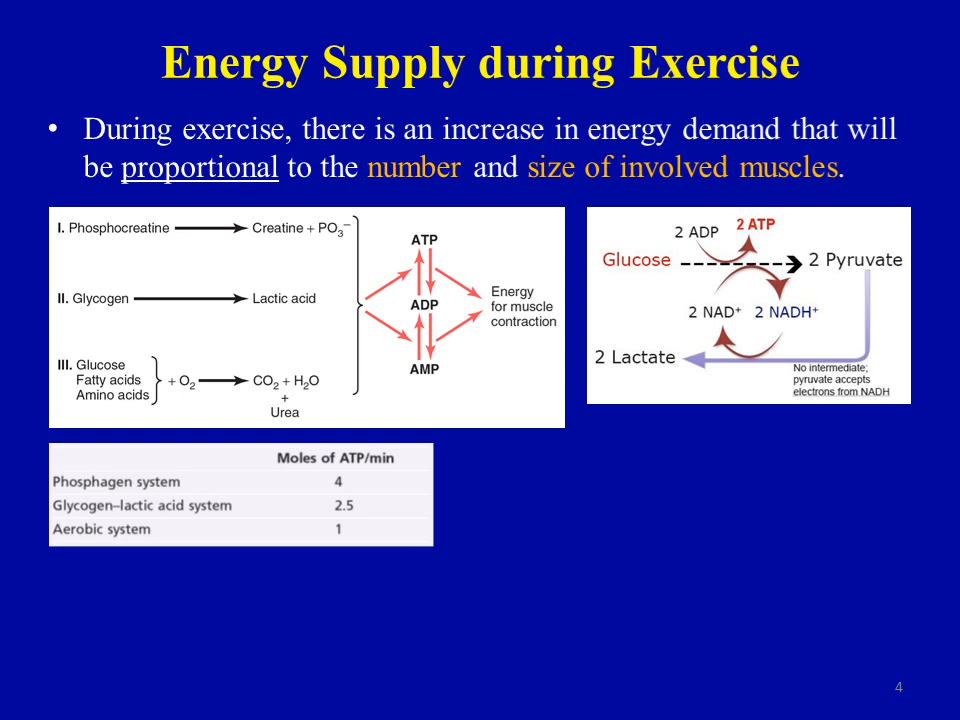 Energy Supply during Exercise
• During exercise, there is an increase in energy demand that will
be proportional to the number and size of involved muscles.
I. Phosphocreatine
Creatine + PO3–
II. Glycogen
Lactic acid
III. Glucose
Fatty acids
Amino acids
+ O2
CO2 + H2O
+
Urea
ATP
ADP
AMP
Energy
for muscle
contraction
2 ADP
2 ATP
Glucose
2 Pyruvate
2 NAD+
2 NADH+
2 Lactate
No intermediate;
pyruvate accepts
electrons from NADH
Moles of ATP/min
Phosphagen system 4
Glycogen–lactic acid system 2.5
Aerobic system 1
4